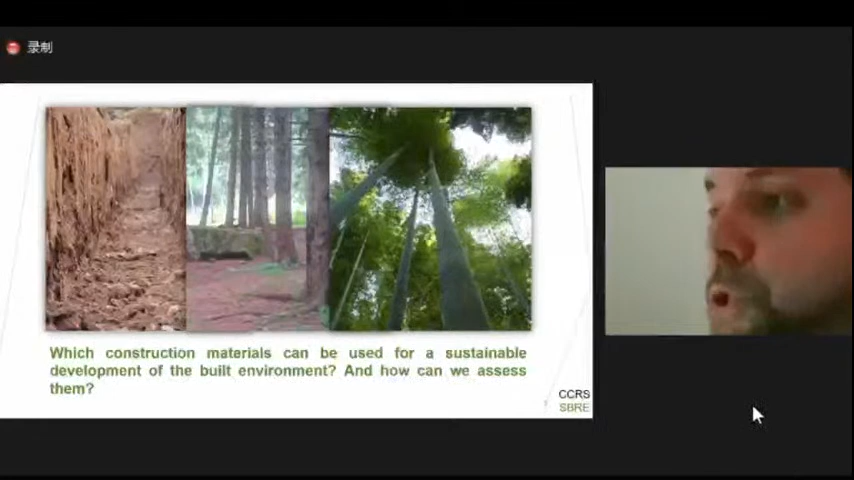 录制
Which construction materials can be used for a sustainable
development of the built environment? And how can we assess
them?
CCRS
SBRE